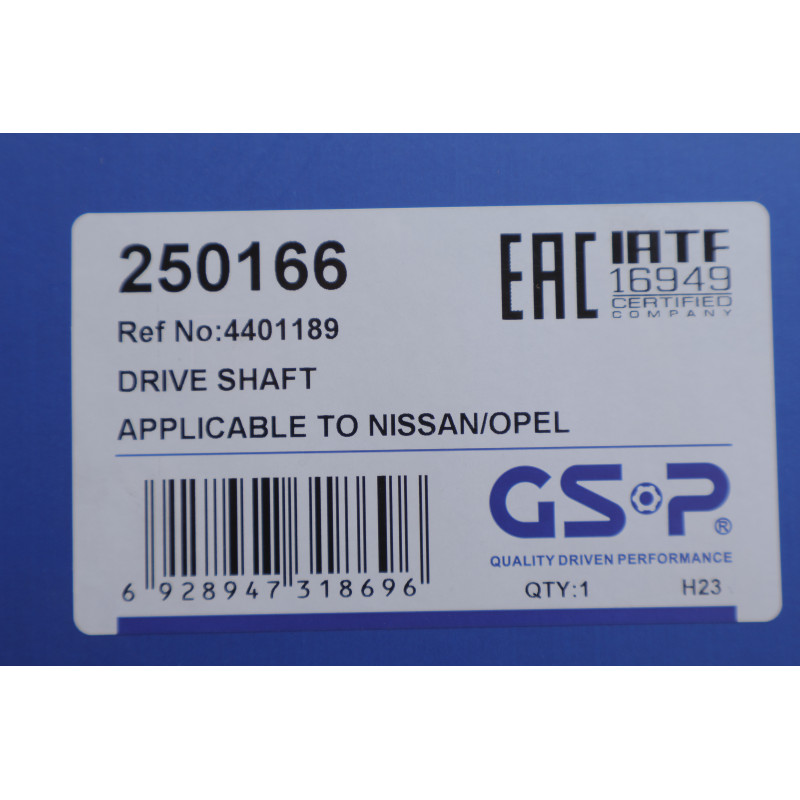 250166
EAC
IATF
16949
CERTIFIED
COMPANY
Ref No:4401189
DRIVE SHAFT
APPLICABLE TO NISSAN/OPEL
GSP®
QUALITY DRIVEN PERFORMANCE
6 928947 318696
QTY:1
H23